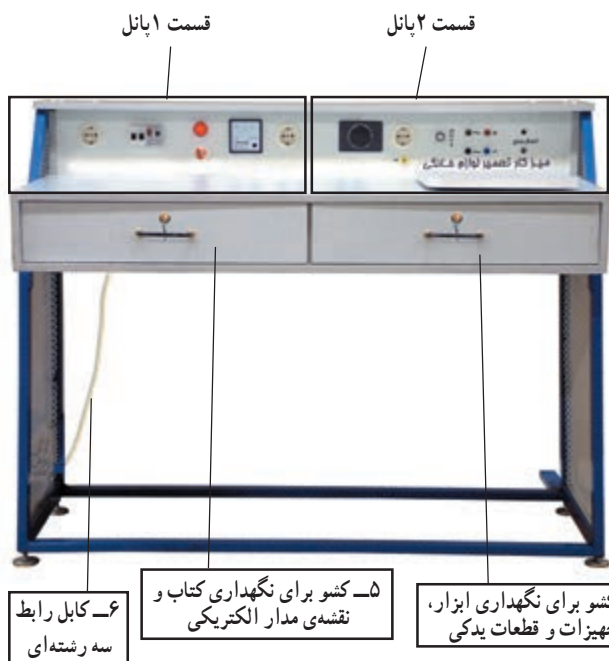 قسمت ۲ پانل
قسمت ۱ پانل
میز کار تعمیر لوازم خانگی
کشو برای نگهداری ابزار،
قطعات یدکی
۵ــ کشو برای نگهداری کتاب و
نقشه‌ی مدار الکتریکی
۶ــ کابل رابط
سه رشته‌ای